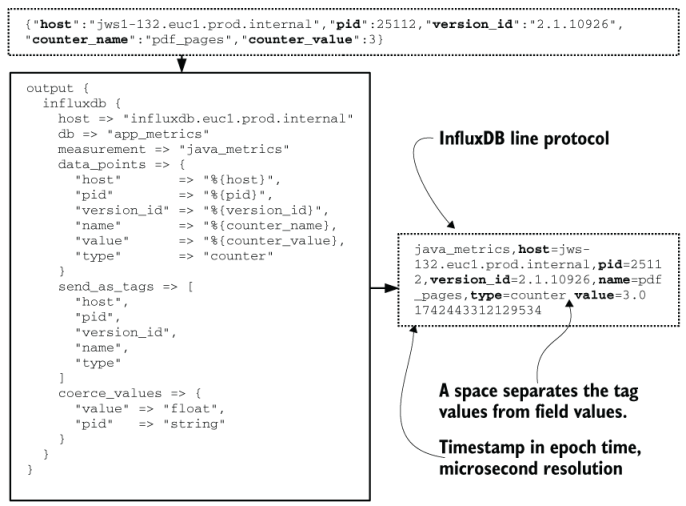 {"host":"jws1-132.euc1.prod.internal","pid":25112,"version_id":"2.1.10926",
"counter_name":"pdf_pages","counter_value":3}
output {
  influxdb {
    host => "influxdb.euc1.prod.internal"
    db => "app_metrics"
    measurement => "java_metrics"
    data_points => {
      "host"       => "%{host}",
      "pid"        => "%{pid}",
      "version_id" => "%{version_id}",
      "name"       => "%{counter_name},
      "value"      => "%{counter_value},
      "type"       => "counter"
    }
    send_as_tags => [
      "host",
      "pid",
      "version_id",
      "name",
      "type"
    ]
    coerce_values => {
      "value" => "float",
      "pid"   => "string"
    }
  }
}
InfluxDB line protocol
java_metrics,host=jws-
132.euc1.prod.internal,pid=2511
2,version_id=2.1.10926,name=pdf
_pages,type=counter value=3.0
1742443312129534
A space separates the tag
values from field values.
Timestamp in epoch time,
microsecond resolution